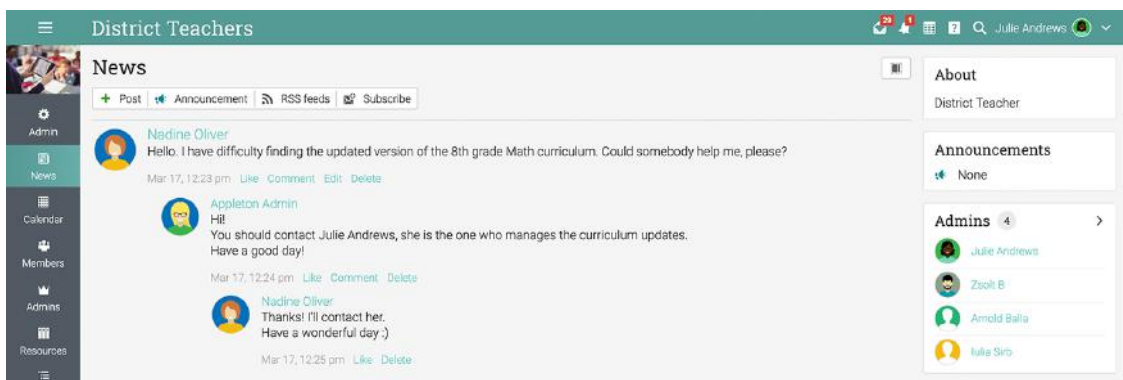 District Teachers
29
1
Julie Andrews
Admin
News
Calendar
Members
Admins
Resources
News
Post
Announcement
RSS feeds
Subscribe
Nadine Oliver
Hello. I have difficulty finding the updated version of the 8th grade Math curriculum. Could somebody help me, please?
Mar 17, 12:23 pm Like Comment Edit Delete
Appleton Admin
Hi!
You should contact Julie Andrews, she is the one who manages the curriculum updates.
Have a good day!
Mar 17, 12:24 pm Like Comment Delete
Nadine Oliver
Thanks! I'll contact her.
Have a wonderful day :)
Mar 17, 12:25 pm Like Delete
About
District Teacher
Announcements
None
Admins 4
Julie Andrews
Zsolt B
Arnold Balla
Iulia Sirb